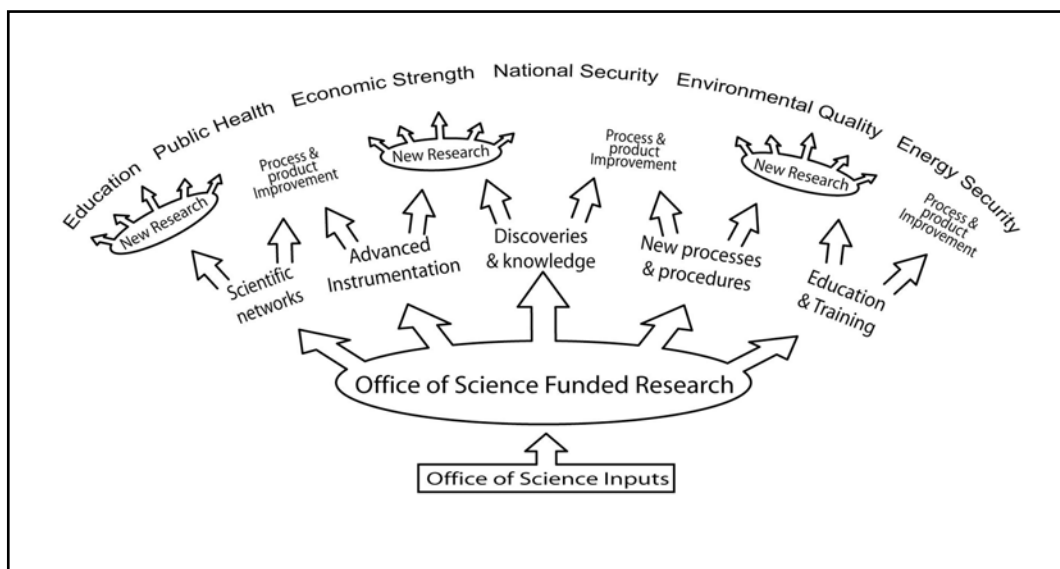 Education
Public Health
Economic Strength
National Security
Environmental Quality
Energy Security
New Research
Process &
product
Improvement
New Research
Process &
product
Improvement
New Research
Process &
product
Improvement
Scientific
networks
Advanced
Instrumentation
Discoveries
& knowledge
New processes
& procedures
Education
& Training
Office of Science Funded Research
Office of Science Inputs